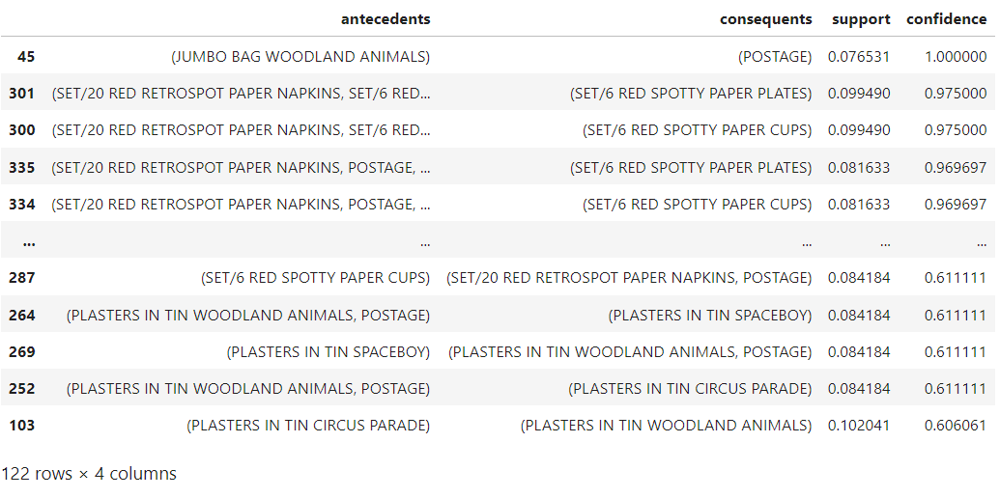 antecedents consequents support confidence
45 (JUMBO BAG WOODLAND ANIMALS) (POSTAGE) 0.076531 1.000000
301 (SET/20 RED RETROSPOT PAPER NAPKINS, SET/6 RED... (SET/6 RED SPOTTY PAPER PLATES) 0.099490 0.975000
300 (SET/20 RED RETROSPOT PAPER NAPKINS, SET/6 RED... (SET/6 RED SPOTTY PAPER CUPS) 0.099490 0.975000
335 (SET/20 RED RETROSPOT PAPER NAPKINS, POSTAGE, ... (SET/6 RED SPOTTY PAPER PLATES) 0.081633 0.969697
334 (SET/20 RED RETROSPOT PAPER NAPKINS, POSTAGE, ... (SET/6 RED SPOTTY PAPER CUPS) 0.081633 0.969697
... ... ... ... ...
287 (SET/6 RED SPOTTY PAPER CUPS) (SET/20 RED RETROSPOT PAPER NAPKINS, POSTAGE) 0.084184 0.611111
264 (PLASTERS IN TIN WOODLAND ANIMALS, POSTAGE) (PLASTERS IN TIN SPACEBOY) 0.084184 0.611111
269 (PLASTERS IN TIN SPACEBOY) (PLASTERS IN TIN WOODLAND ANIMALS, POSTAGE) 0.084184 0.611111
252 (PLASTERS IN TIN WOODLAND ANIMALS, POSTAGE) (PLASTERS IN TIN CIRCUS PARADE) 0.084184 0.611111
103 (PLASTERS IN TIN CIRCUS PARADE) (PLASTERS IN TIN WOODLAND ANIMALS) 0.102041 0.606061
122 rows × 4 columns